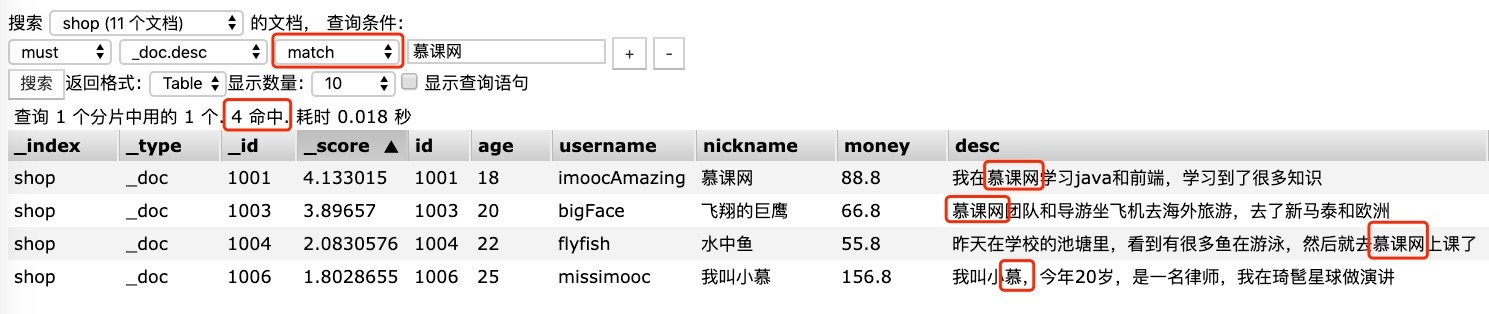 搜索 shop (11 个文档) 的文档， 查询条件：
must _doc.desc match 慕课网 + -
搜索 返回格式： Table 显示数量： 10 显示查询语句
查询 1 个分片中用的 1 个. 4 命中. 耗时 0.018 秒
_index _type _id _score ▲ id age username nickname money desc
shop _doc 1001 4.133015 1001 18 imoocAmazing 慕课网 88.8 我在慕课网学习java和前端，学习到了很多知识
shop _doc 1003 3.89657 1003 20 bigFace 飞翔的巨鹰 66.8 慕课网团队和导游坐飞机去海外旅游，去了新马泰和欧洲
shop _doc 1004 2.0830576 1004 22 flyfish 水中鱼 55.8 昨天在学校的池塘里，看到有很多鱼在游泳，然后就去慕课网上课了
shop _doc 1006 1.8028655 1006 25 missimooc 我叫小慕 156.8 我叫小慕，今年20岁，是一名律师，我在琦䯲星球做演讲